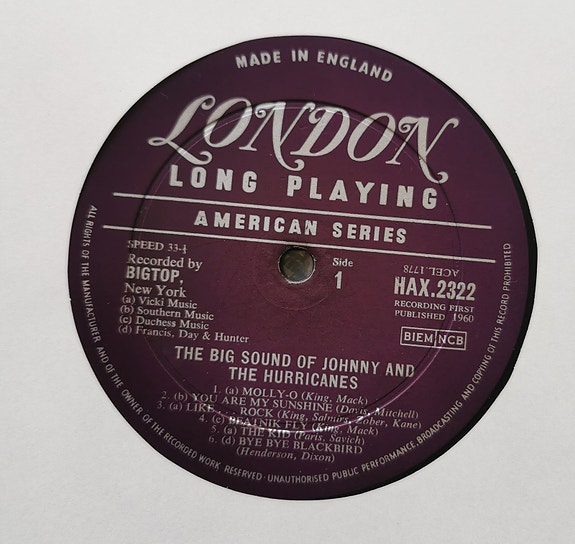 MADE IN ENGLAND
LONDON
LONG PLAYING
AMERICAN SERIES
SPEED 33⅓
Recorded by
BIGTOP,
New York
(a) Vicki Music
(b) Southern Music
(c) Duchess Music
(d) Francis, Day & Hunter
Side
1
ACEL.1778
HAX.2322
RECORDING FIRST
PUBLISHED 1960
BIEM NCB
THE BIG SOUND OF JOHNNY AND
THE HURRICANES
1. (a) MOLLY-O (King, Mack)
2. (b) YOU ARE MY SUNSHINE (Davis, Mitchell)
3. (a) LIKE ROCK (King, Salmirs, Zober, Kane)
4. (c) BEATNIK FLY (King, Mack)
5. (a) THE KID (Paris, Savich)
6. (d) BYE BYE BLACKBIRD
(Henderson, Dixon)
ALL RIGHTS OF THE MANUFACTURER AND OF THE OWNER OF THE RECORDED WORK RESERVED · UNAUTHORISED PUBLIC PERFORMANCE, BROADCASTING AND COPYING OF THIS RECORD PROHIBITED